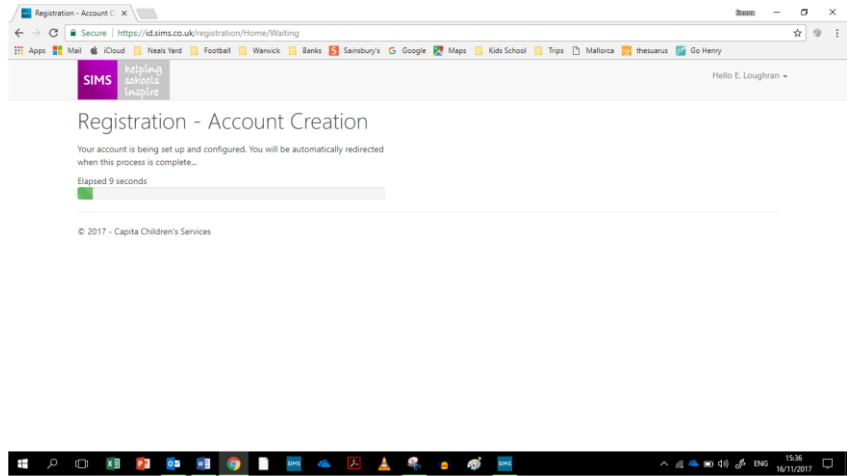 Registration - Account C
Secure | https://id.sims.co.uk/registration/Home/Waiting
Apps Mail iCloud Neals Yard Football Warwick Banks Sainsbury's Google Maps Kids School Trips Mallorca thesuarus Go Henry
SIMS
helping
schools
inspire
Hello E. Loughran
Registration - Account Creation
Your account is being set up and configured. You will be automatically redirected
when this process is complete...
Elapsed 9 seconds
© 2017 - Capita Children's Services
SIMS SIMS
ENG
15:36
16/11/2017